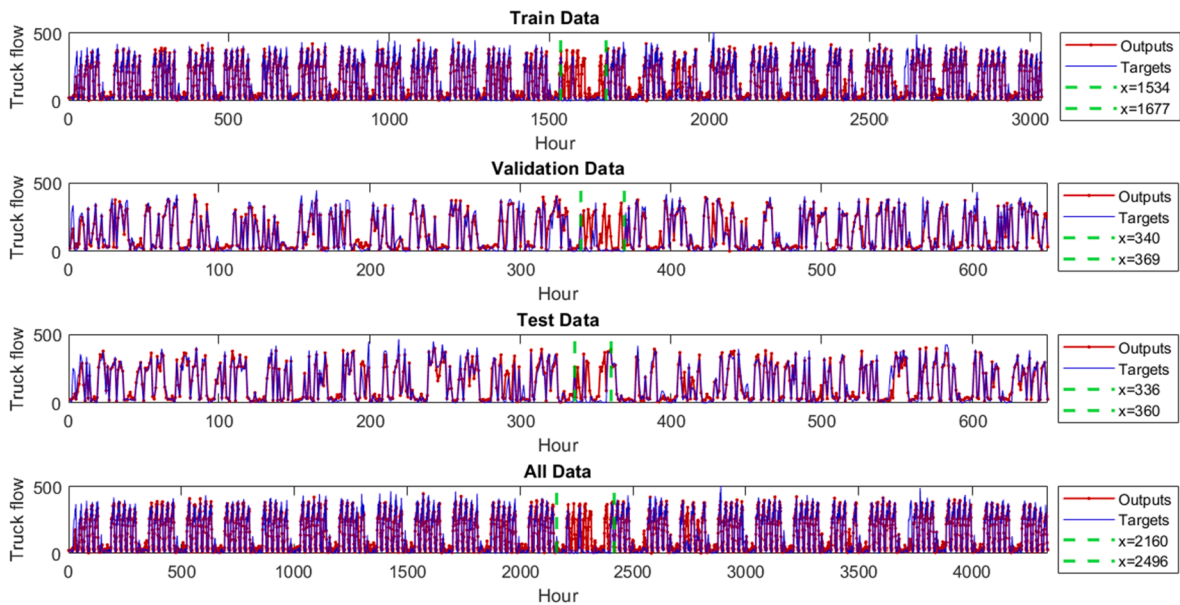 Train Data
Truck flow
500
0
0 500 1000 1500 2000 2500 3000
Hour
Outputs
Targets
x=1534
x=1677
Validation Data
Truck flow
500
0
0 100 200 300 400 500 600
Hour
Outputs
Targets
x=340
x=369
Test Data
Truck flow
500
0
0 100 200 300 400 500 600
Hour
Outputs
Targets
x=336
x=360
All Data
Truck flow
500
0
0 500 1000 1500 2000 2500 3000 3500 4000
Hour
Outputs
Targets
x=2160
x=2496